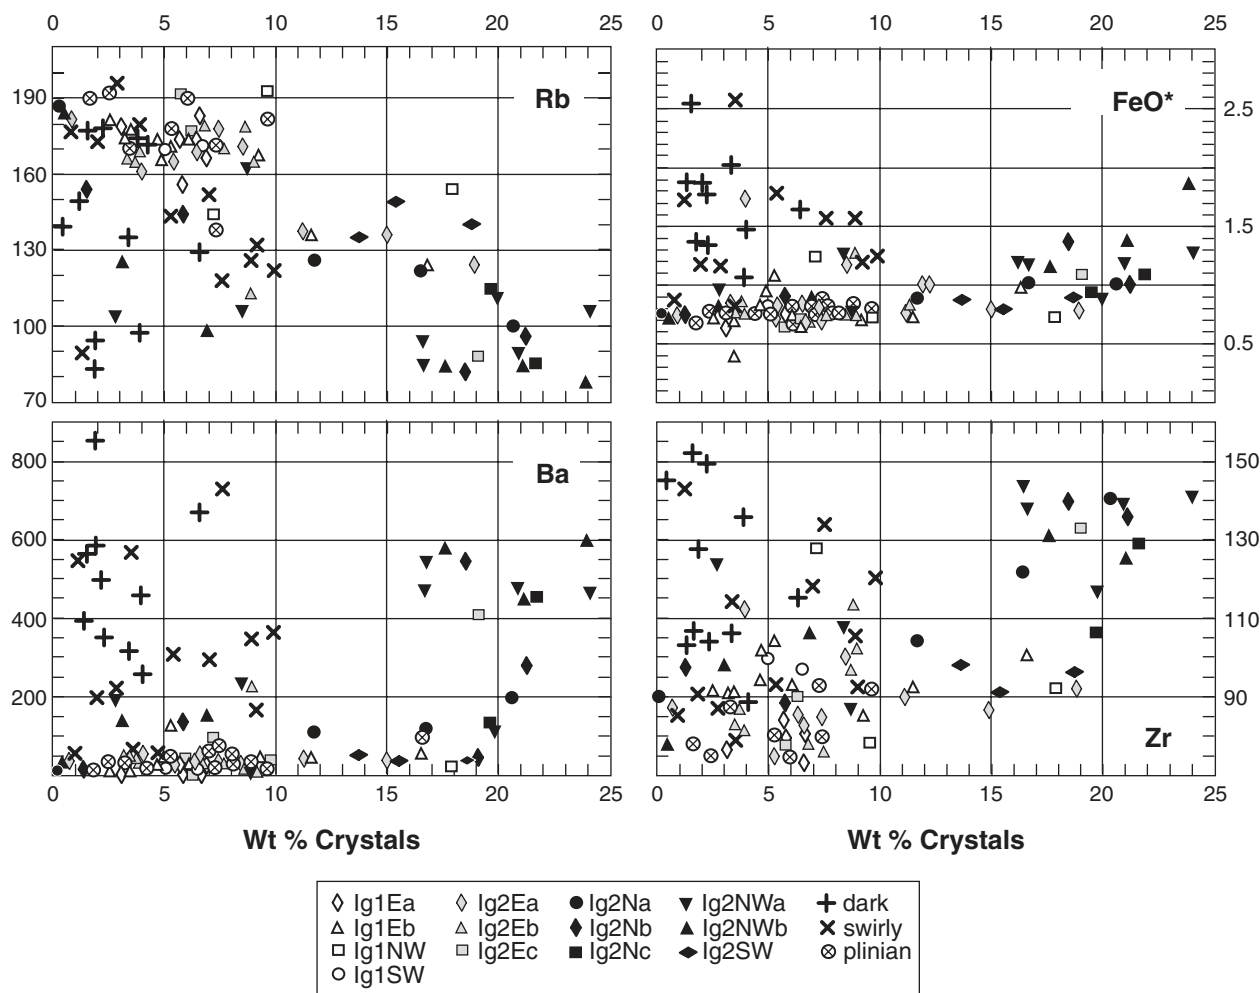 0 5 10 15 20 25 0 5 10 15 20 25
190 Rb FeO* 2.5
160
130 1.5
100
70 0.5
800 Ba 150
600 130
400 110
200 90 Zr
0 5 10 15 20 25 0 5 10 15 20 25
Wt % Crystals Wt % Crystals
Ig1Ea Ig2Ea Ig2Na Ig2NWa dark
Ig1Eb Ig2Eb Ig2Nb Ig2NWb swirly
Ig1NW Ig2Ec Ig2Nc Ig2SW plinian
Ig1SW